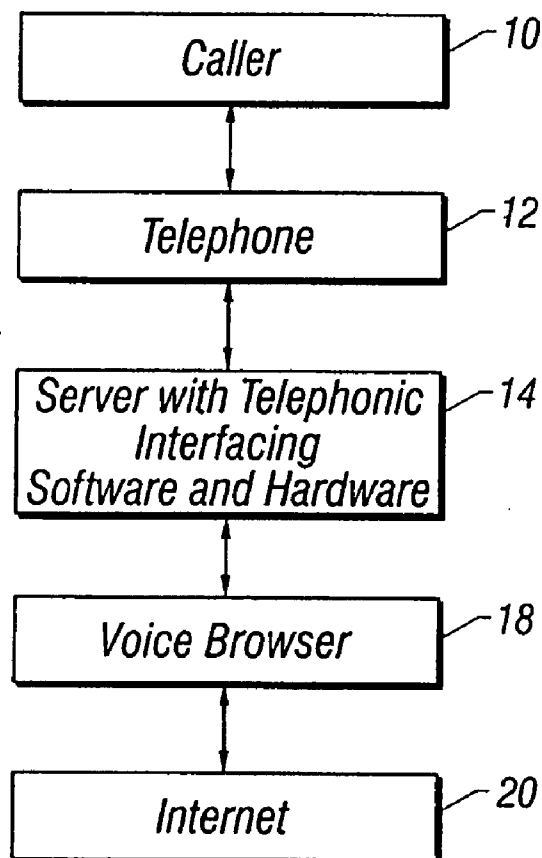 Caller
10
Telephone
12
Server with Telephonic
Interfacing
Software and Hardware
14
Voice Browser
18
Internet
20